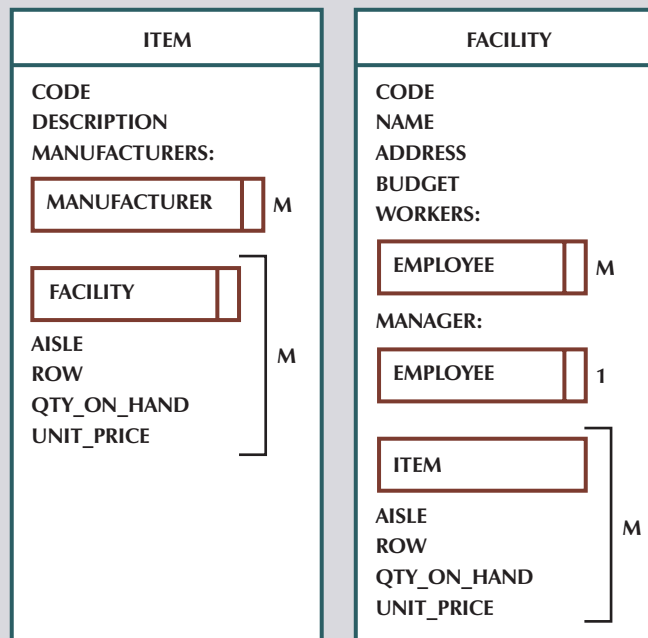 ITEM
CODE
DESCRIPTION
MANUFACTURERS:
MANUFACTURER
M
FACILITY
AISLE
M
ROW
QTY_ON_HAND
UNIT_PRICE
FACILITY
CODE
NAME
ADDRESS
BUDGET
WORKERS:
EMPLOYEE
M
MANAGER:
EMPLOYEE
1
ITEM
AISLE
M
ROW
QTY_ON_HAND
UNIT_PRICE